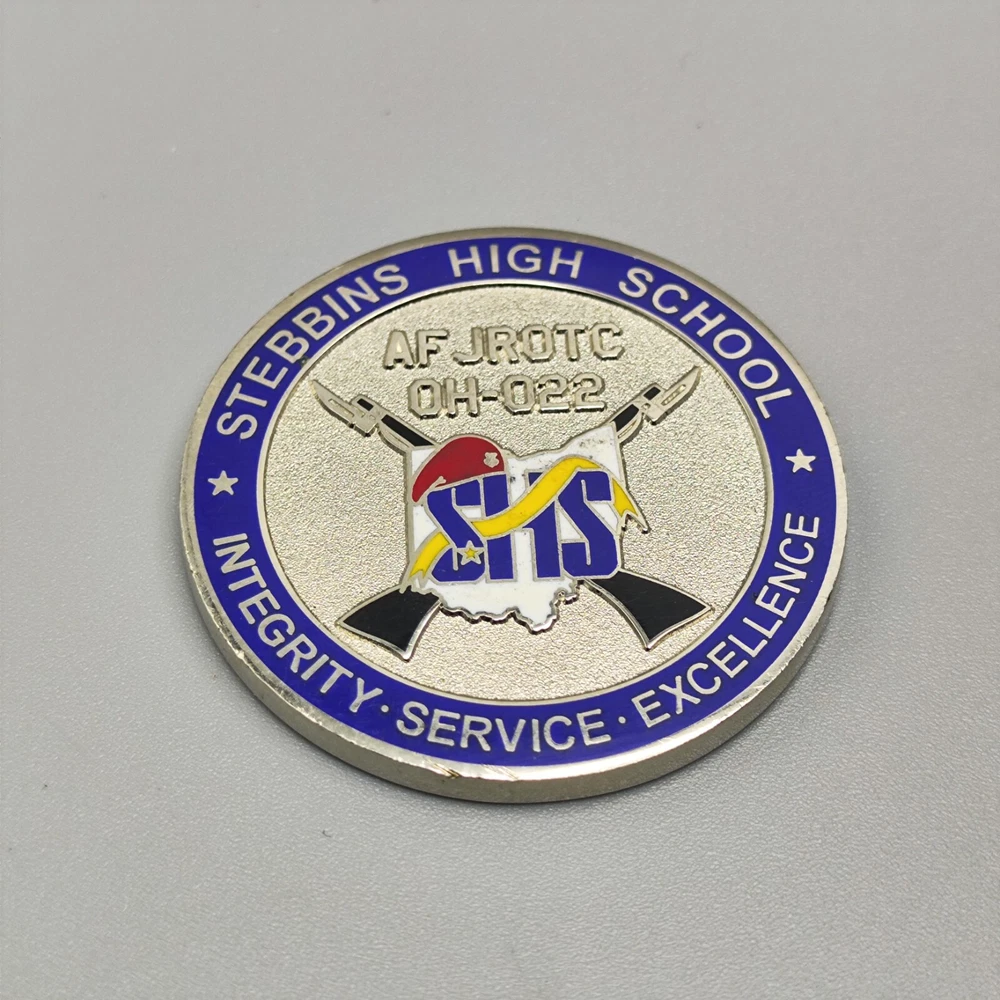 STEBBINS HIGH SCHOOL
AF JROTC
OH-022
SHS
INTEGRITY · SERVICE · EXCELLENCE